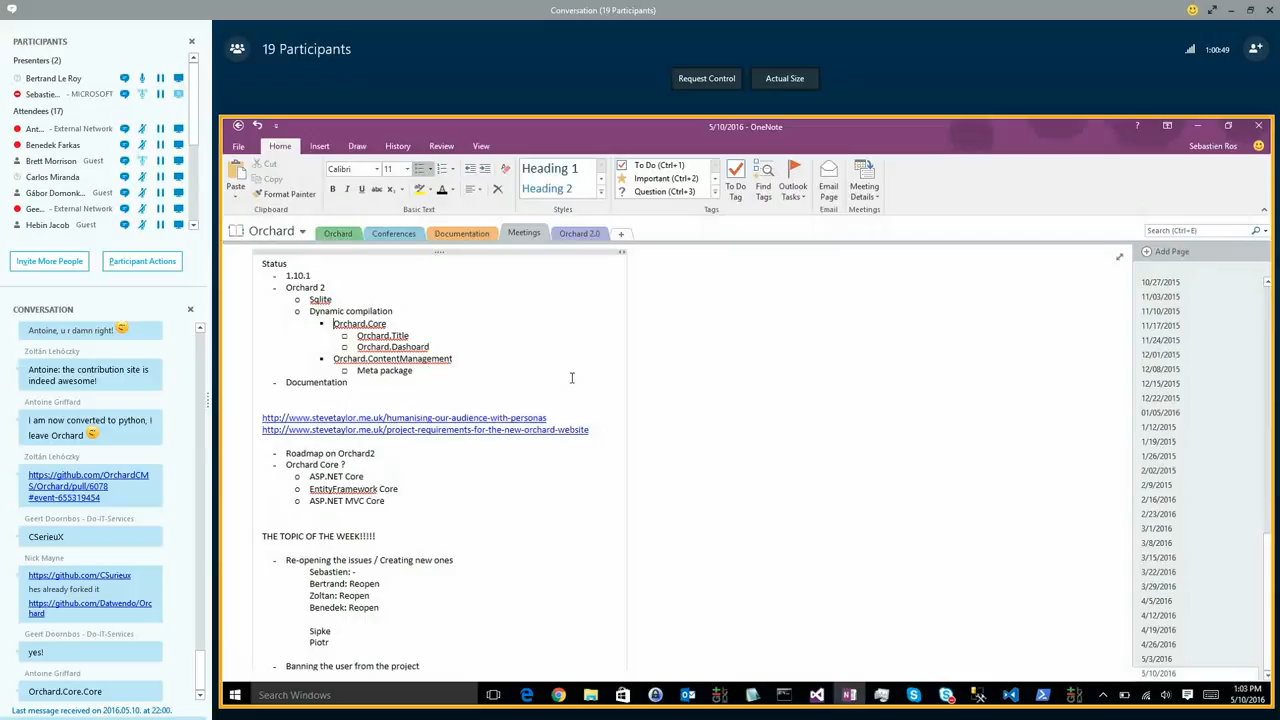 Conversation (19 Participants)
PARTICIPANTS
Presenters (2)
Bertrand Le Roy
Sebastie... - MICROSOFT
Attendees (17)
Ant... - External Network
Benedek Farkas
Brett Morrison Guest
Carlos Miranda
Gábor Domonk... Guest
Gee... - External Network
Hebin Jacob Guest
Invite More People
Participant Actions
CONVERSATION
Antoine, u r damn right!
Zoltán Lehóczky
Antoine: the contribution site is
indeed awesome!
Antoine Griffard
I am now converted to python, i
leave Orchard
Zoltán Lehóczky
https://github.com/OrchardCM
S/Orchard/pull/6078
#event-655319454
Geert Doornbos - Do-IT-Services
CSerieuX
Nick Mayne
https://github.com/CSurieux
hes already forked it
https://github.com/Datwendo/Orc
hard
Geert Doornbos - Do-IT-Services
yes!
Antoine Griffard
Orchard.Core.Core
Last message received on 2016.05.10. at 22:00.
19 Participants
1:00:49
Request Control
Actual Size
5/10/2016 - OneNote
File Home Insert Draw History Review View
Sebastien Ros
Paste
Cut
Copy
Format Painter
Clipboard
Calibri 11
Basic Text
Heading 1
Heading 2
Styles
To Do (Ctrl+1)
Important (Ctrl+2)
Question (Ctrl+3)
To Do Tag
Find Tags
Outlook Tasks
Tags
Email Page
Email
Meeting Details
Meetings
Orchard
Orchard Conferences Documentation Meetings Orchard 2.0
Search (Ctrl+E)
Status
- 1.10.1
- Orchard 2
o Sqlite
o Dynamic compilation
▪ Orchard.Core
□ Orchard.Title
□ Orchard.Dashoard
▪ Orchard.ContentManagement
□ Meta package
- Documentation
http://www.stevetaylor.me.uk/humanising-our-audience-with-personas
http://www.stevetaylor.me.uk/project-requirements-for-the-new-orchard-website
- Roadmap on Orchard2
- Orchard Core ?
o ASP.NET Core
o EntityFramework Core
o ASP.NET MVC Core
THE TOPIC OF THE WEEK!!!!!
- Re-opening the issues / Creating new ones
Sebastien: -
Bertrand: Reopen
Zoltan: Reopen
Benedek: Reopen
Sipke
Piotr
- Banning the user from the project
Add Page
10/27/2015
11/03/2015
11/10/2015
11/17/2015
11/24/2015
12/01/2015
12/08/2015
12/15/2015
12/22/2015
01/05/2016
1/12/2016
1/19/2015
1/26/2016
2/02/2015
2/9/2015
2/16/2016
2/23/2016
3/1/2016
3/8/2016
3/15/2016
3/22/2016
3/29/2016
4/5/2016
4/12/2016
4/19/2016
4/26/2016
5/3/2016
5/10/2016
Search Windows
1:03 PM
5/10/2016